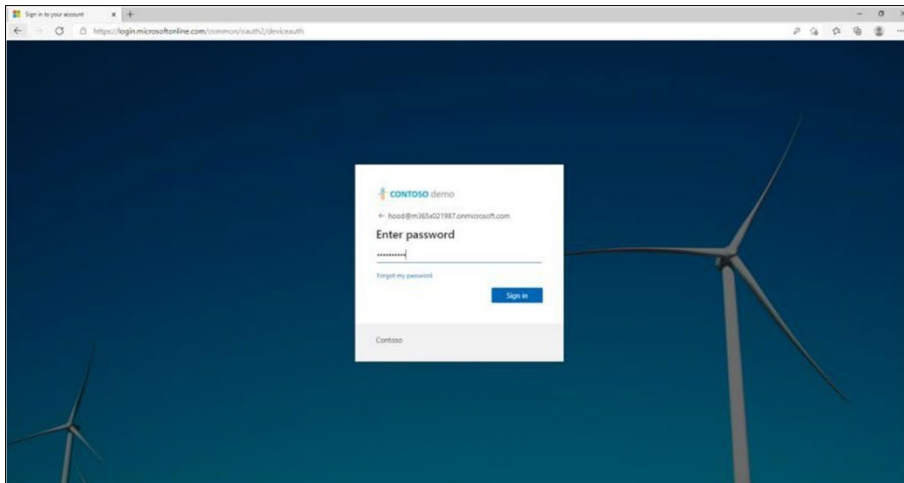 Sign in to your account
https://login.microsoftonline.com/common/oauth2/deviceauth
CONTOSO demo
← hood@m365x021987.onmicrosoft.com
Enter password
••••••••••
Forgot my password
Sign in
Contoso